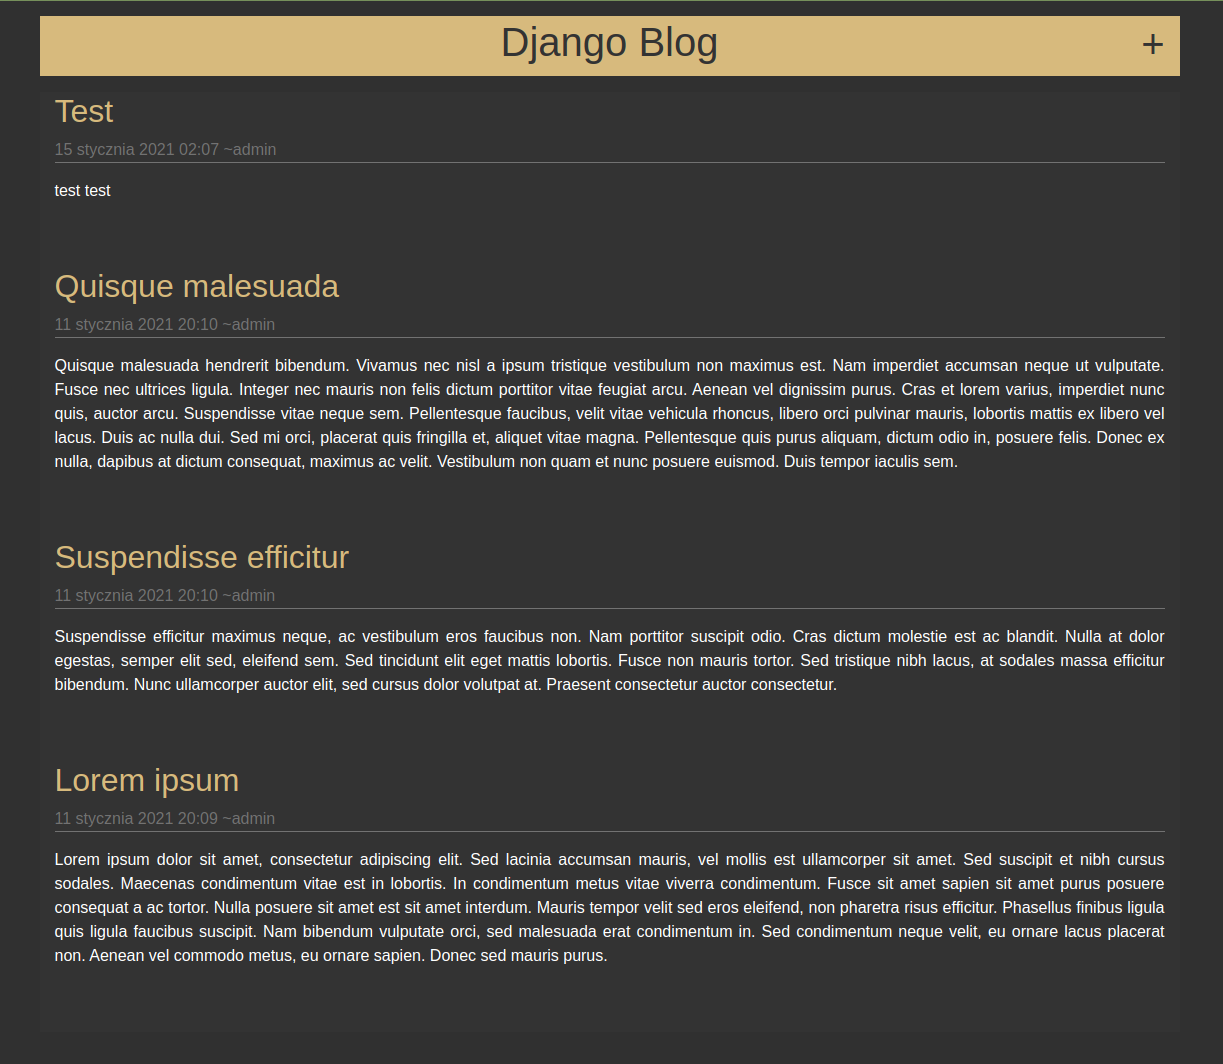 Django Blog +
Test
15 stycznia 2021 02:07 ~admin
test test
Quisque malesuada
11 stycznia 2021 20:10 ~admin
Quisque malesuada hendrerit bibendum. Vivamus nec nisl a ipsum tristique vestibulum non maximus est. Nam imperdiet accumsan neque ut vulputate.
Fusce nec ultrices ligula. Integer nec mauris non felis dictum porttitor vitae feugiat arcu. Aenean vel dignissim purus. Cras et lorem varius, imperdiet nunc
quis, auctor arcu. Suspendisse vitae neque sem. Pellentesque faucibus, velit vitae vehicula rhoncus, libero orci pulvinar mauris, lobortis mattis ex libero vel
lacus. Duis ac nulla dui. Sed mi orci, placerat quis fringilla et, aliquet vitae magna. Pellentesque quis purus aliquam, dictum odio in, posuere felis. Donec ex
nulla, dapibus at dictum consequat, maximus ac velit. Vestibulum non quam et nunc posuere euismod. Duis tempor iaculis sem.
Suspendisse efficitur
11 stycznia 2021 20:10 ~admin
Suspendisse efficitur maximus neque, ac vestibulum eros faucibus non. Nam porttitor suscipit odio. Cras dictum molestie est ac blandit. Nulla at dolor
egestas, semper elit sed, eleifend sem. Sed tincidunt elit eget mattis lobortis. Fusce non mauris tortor. Sed tristique nibh lacus, at sodales massa efficitur
bibendum. Nunc ullamcorper auctor elit, sed cursus dolor volutpat at. Praesent consectetur auctor consectetur.
Lorem ipsum
11 stycznia 2021 20:09 ~admin
Lorem ipsum dolor sit amet, consectetur adipiscing elit. Sed lacinia accumsan mauris, vel mollis est ullamcorper sit amet. Sed suscipit et nibh cursus
sodales. Maecenas condimentum vitae est in lobortis. In condimentum metus vitae viverra condimentum. Fusce sit amet sapien sit amet purus posuere
consequat a ac tortor. Nulla posuere sit amet est sit amet interdum. Mauris tempor velit sed eros eleifend, non pharetra risus efficitur. Phasellus finibus ligula
quis ligula faucibus suscipit. Nam bibendum vulputate orci, sed malesuada erat condimentum in. Sed condimentum neque velit, eu ornare lacus placerat
non. Aenean vel commodo metus, eu ornare sapien. Donec sed mauris purus.